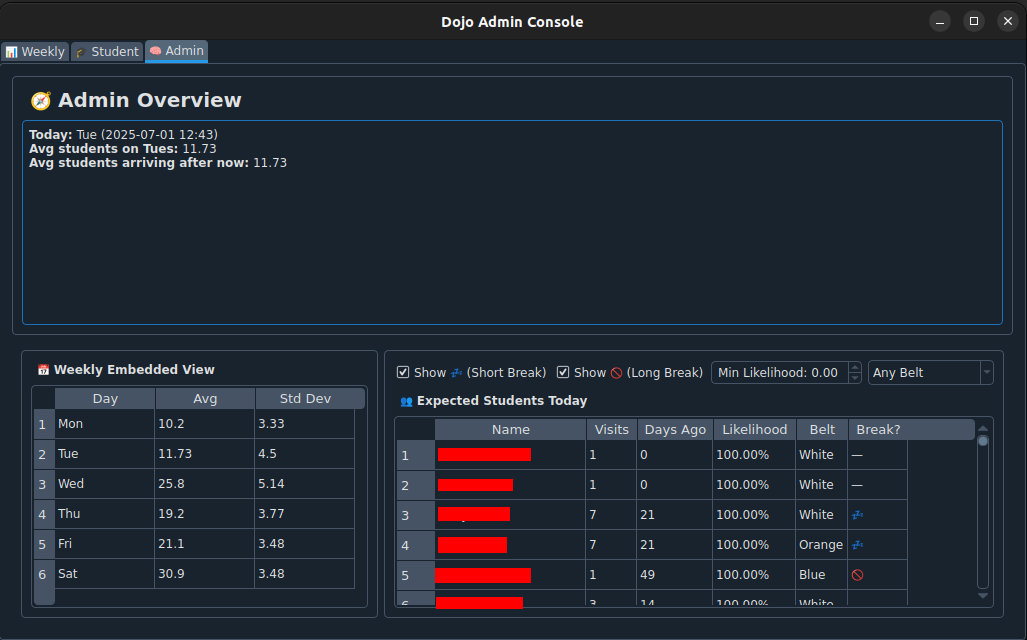 Dojo Admin Console
Weekly Student Admin
Admin Overview
Today: Tue (2025-07-01 12:43)
Avg students on Tues: 11.73
Avg students arriving after now: 11.73
Weekly Embedded View
Day Avg Std Dev
1 Mon 10.2 3.33
2 Tue 11.73 4.5
3 Wed 25.8 5.14
4 Thu 19.2 3.77
5 Fri 21.1 3.48
6 Sat 30.9 3.48
Show 💤 (Short Break) Show 🚫 (Long Break) Min Likelihood: 0.00 Any Belt
Expected Students Today
Name Visits Days Ago Likelihood Belt Break?
1 1 0 100.00% White —
2 1 0 100.00% White —
3 7 21 100.00% White 💤
4 7 21 100.00% Orange 💤
5 1 49 100.00% Blue 🚫
6 3 14 100.00% White